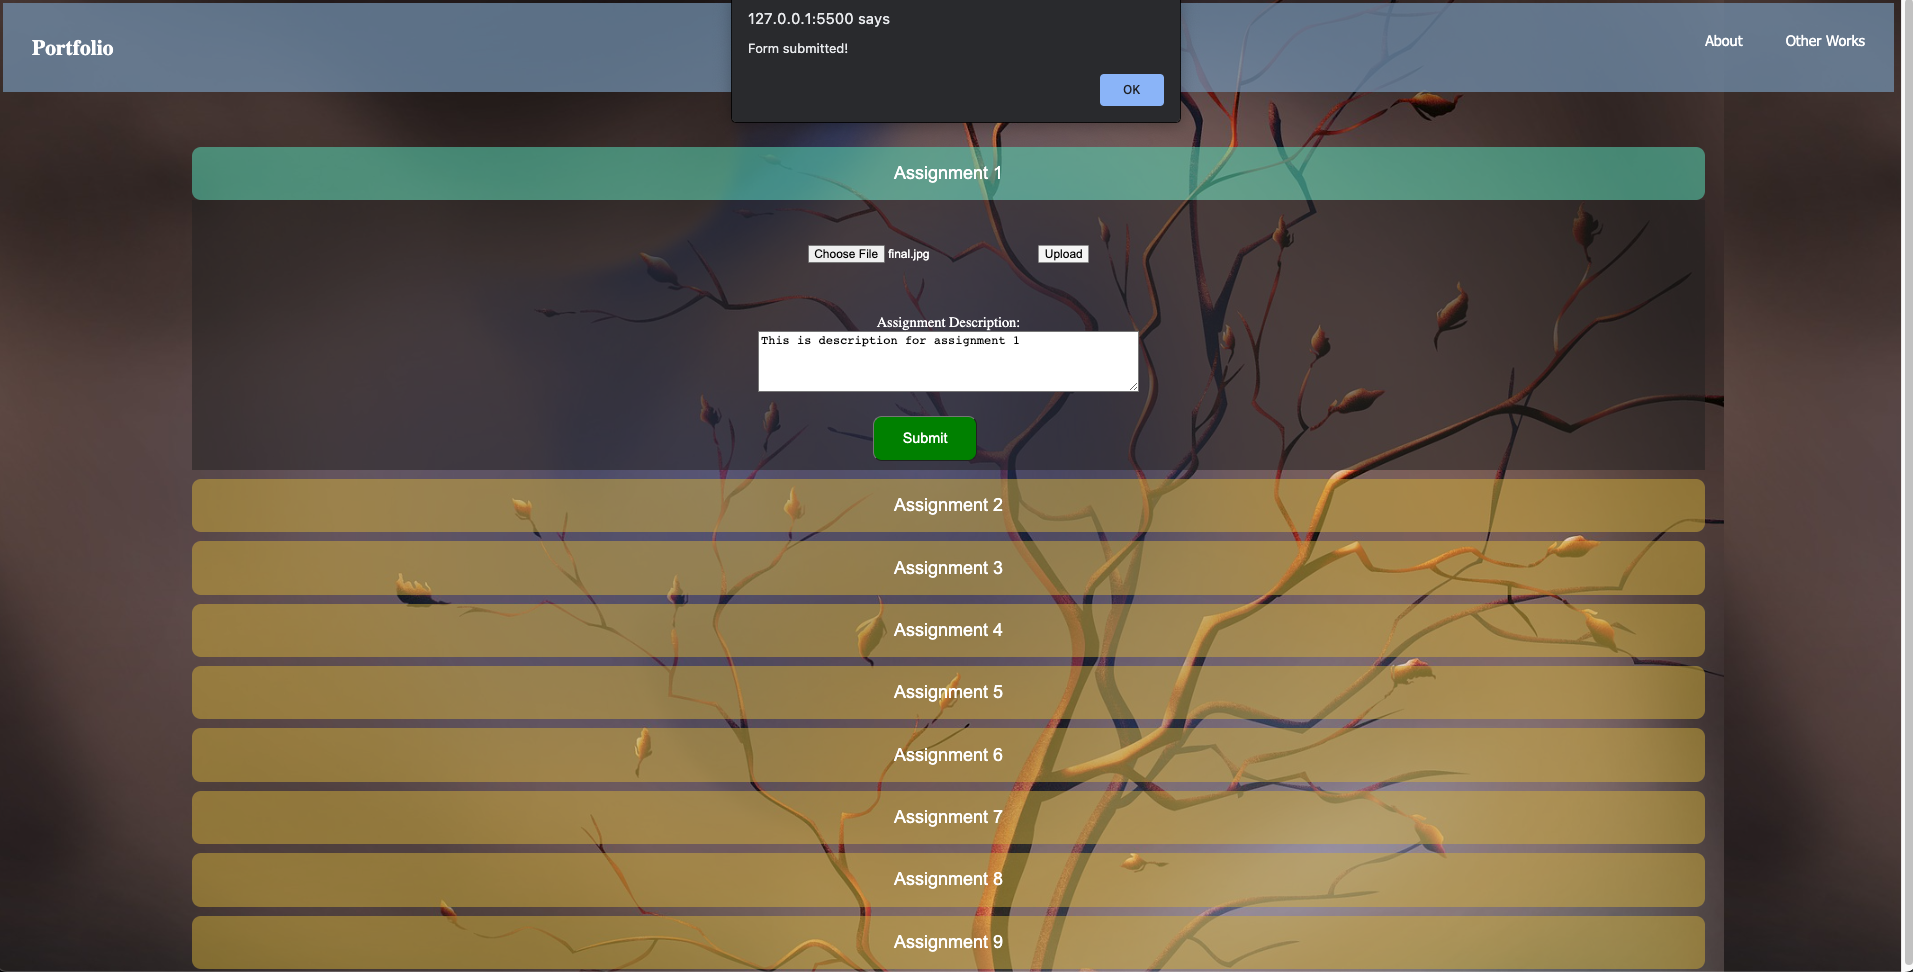 127.0.0.1:5500 says
Form submitted!
OK
Portfolio
About Other Works
Assignment 1
Choose File final.jpg Upload
Assignment Description:
This is description for assignment 1
Submit
Assignment 2
Assignment 3
Assignment 4
Assignment 5
Assignment 6
Assignment 7
Assignment 8
Assignment 9